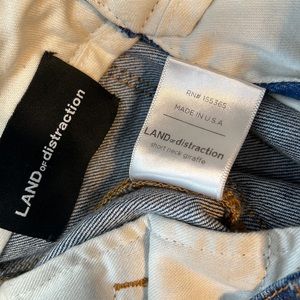 LAND OF distraction
RN# 155365
MADE IN U.S.A
LAND OF distraction
short neck giraffe